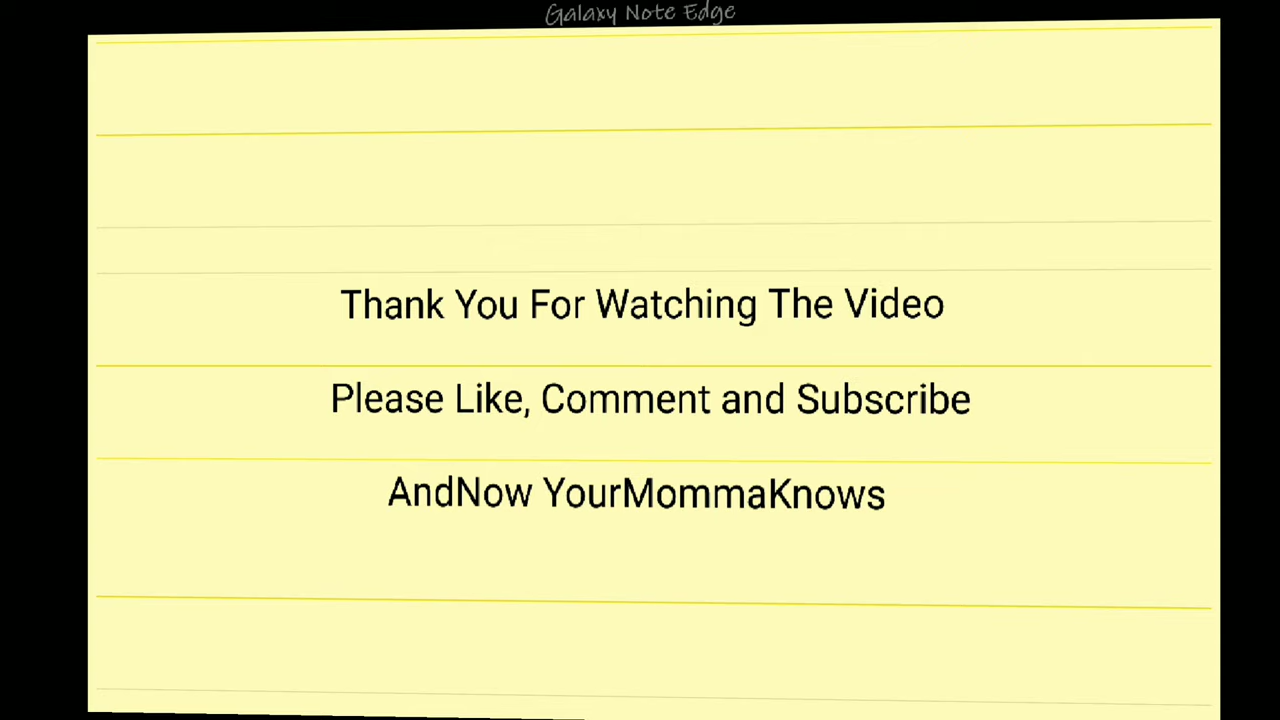 Galaxy Note Edge
Thank You For Watching The Video
Please Like, Comment and Subscribe
AndNow YourMommaKnows